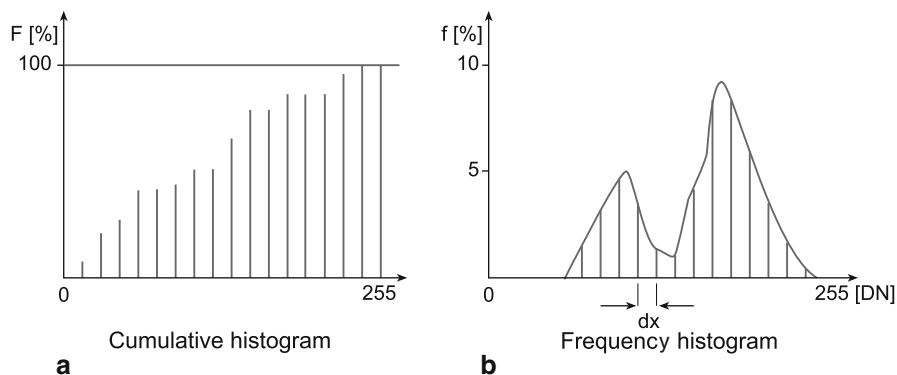 F [%]
100
0
255
Cumulative histogram
a
f [%]
10
5
0
255 [DN]
dx
Frequency histogram
b